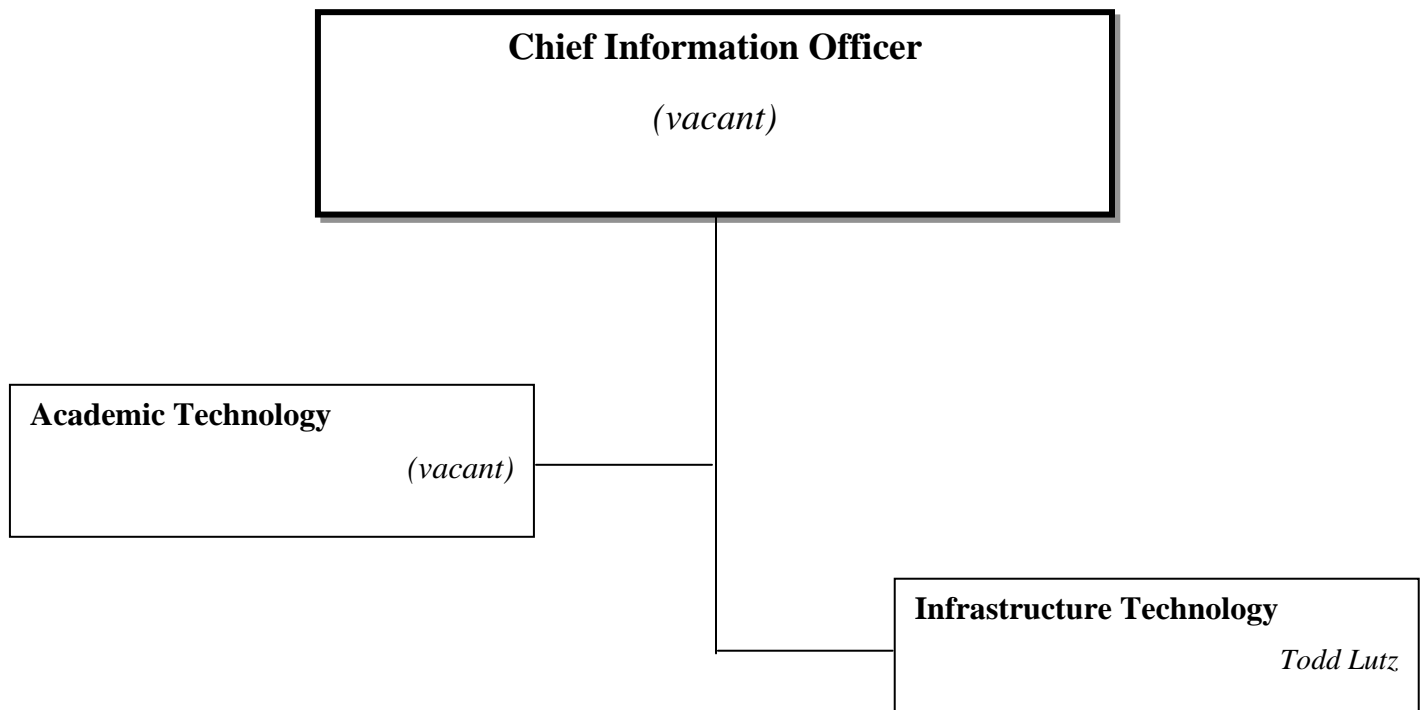 Chief Information Officer
(vacant)
Academic Technology
(vacant)
Infrastructure Technology
Todd Lutz